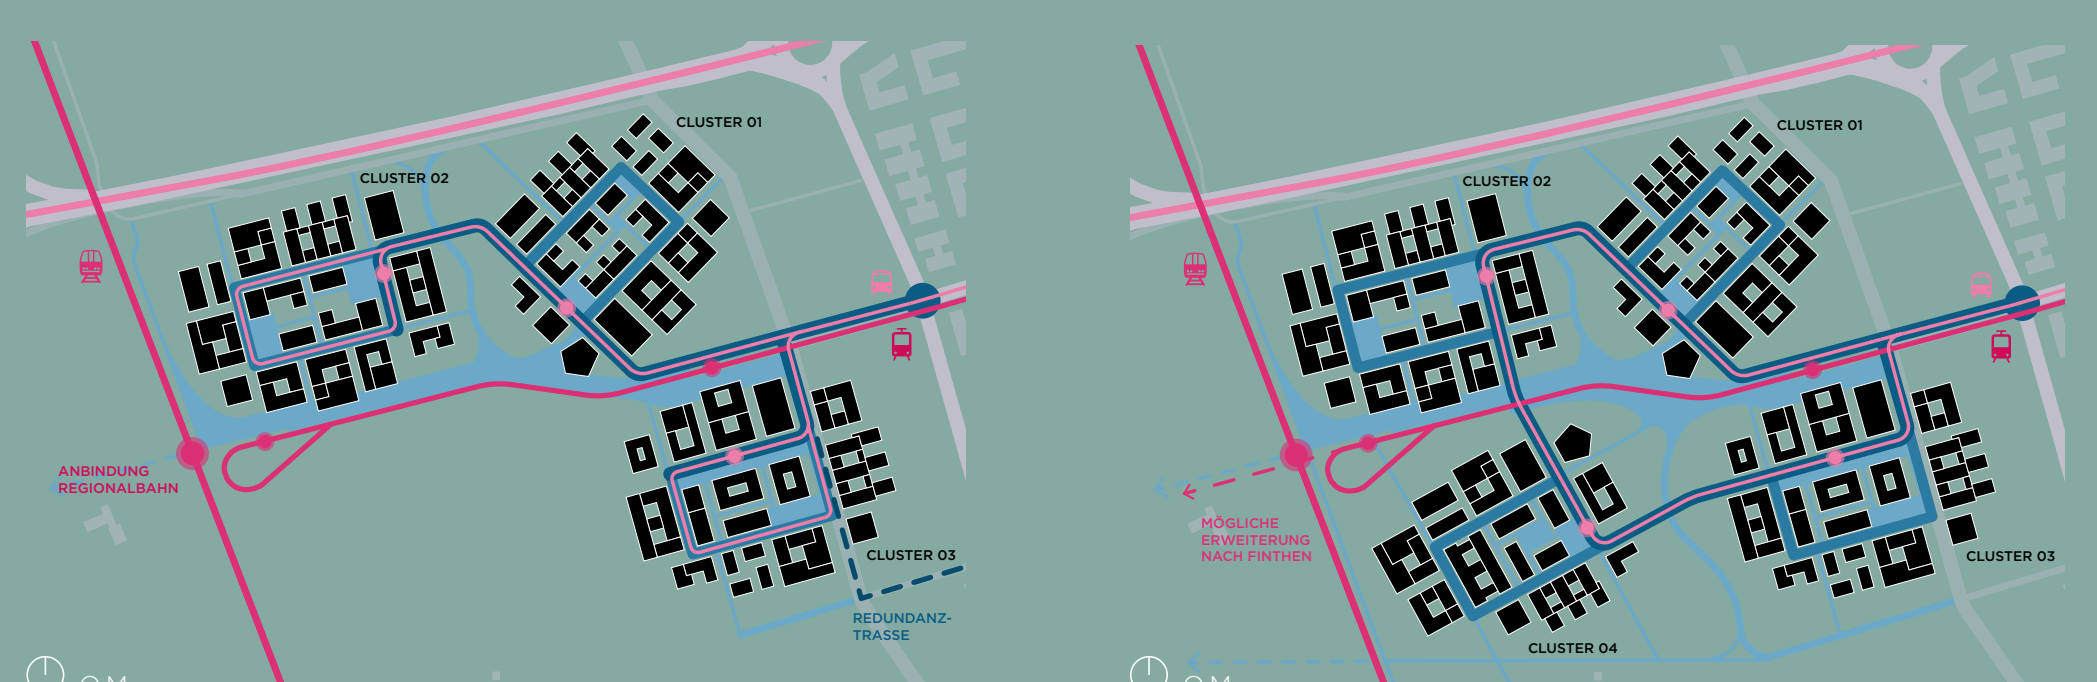 CLUSTER 01
CLUSTER 02
ANBINDUNG
REGIONALBAHN
CLUSTER 03
REDUNDANZ-
TRASSE
CLUSTER 01
CLUSTER 02
MÖGLICHE
ERWEITERUNG
NACH FINTHEN
CLUSTER 03
CLUSTER 04